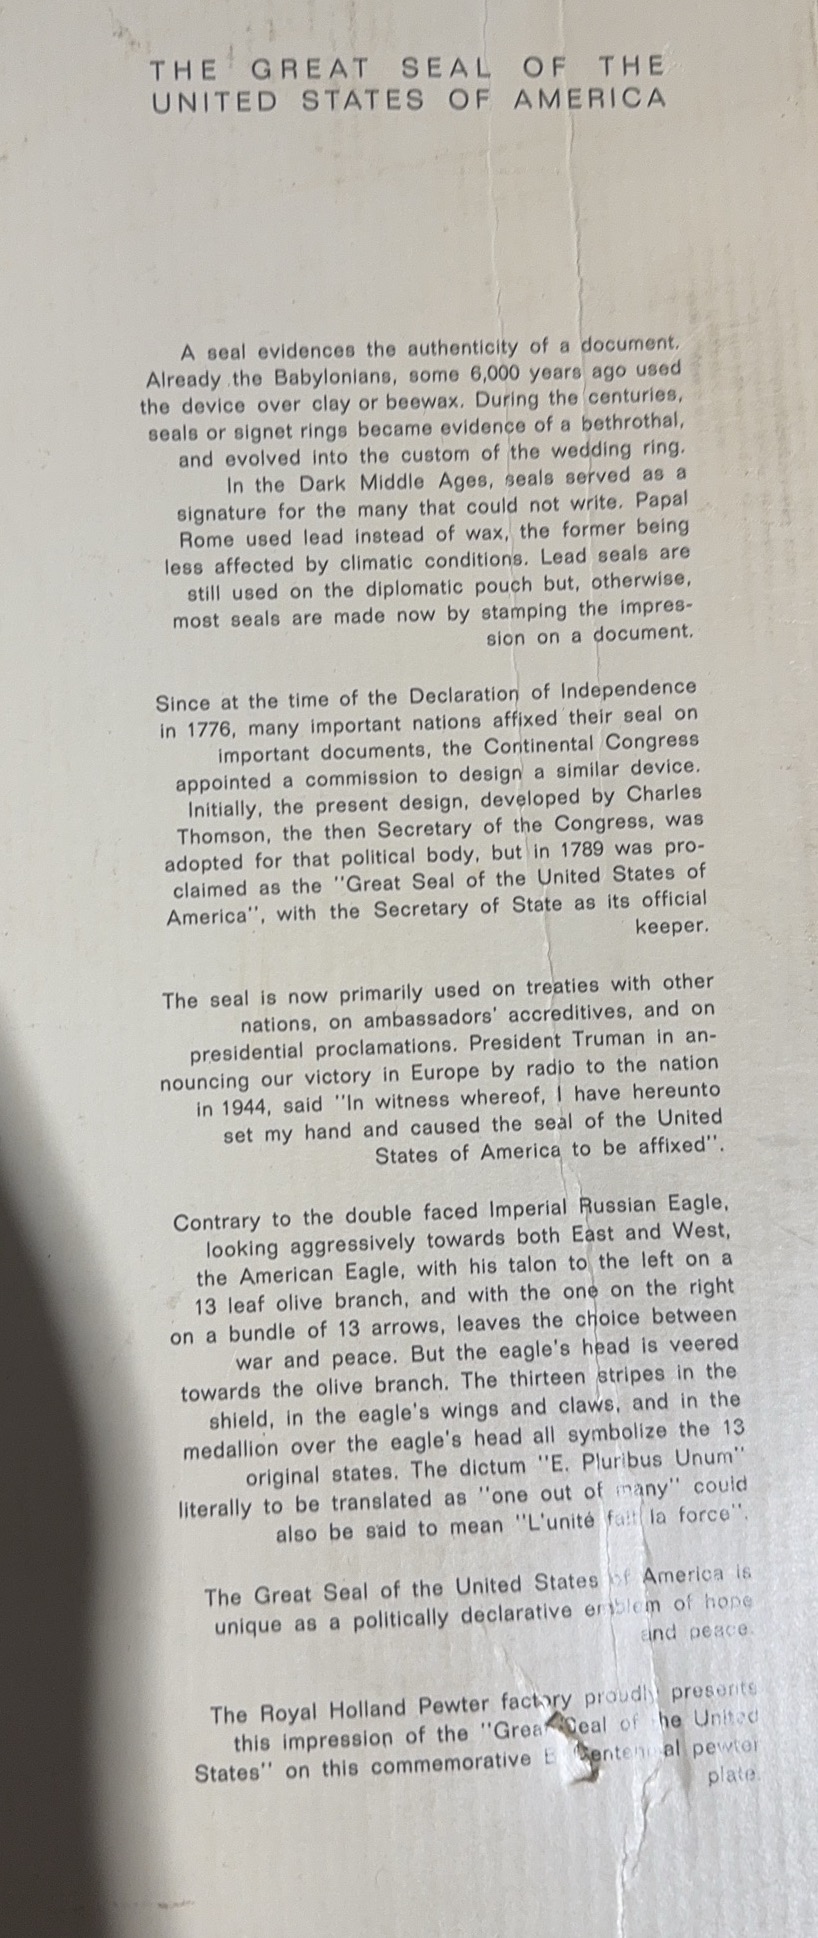 THE GREAT SEAL OF THE
UNITED STATES OF AMERICA
A seal evidences the authenticity of a document.
Already the Babylonians, some 6,000 years ago used
the device over clay or beewax. During the centuries,
seals or signet rings became evidence of a bethrothal,
and evolved into the custom of the wedding ring.
In the Dark Middle Ages, seals served as a
signature for the many that could not write. Papal
Rome used lead instead of wax, the former being
less affected by climatic conditions. Lead seals are
still used on the diplomatic pouch but, otherwise,
most seals are made now by stamping the impres-
sion on a document.
Since at the time of the Declaration of Independence
in 1776, many important nations affixed their seal on
important documents, the Continental Congress
appointed a commission to design a similar device.
Initially, the present design, developed by Charles
Thomson, the then Secretary of the Congress, was
adopted for that political body, but in 1789 was pro-
claimed as the "Great Seal of the United States of
America", with the Secretary of State as its official
keeper.
The seal is now primarily used on treaties with other
nations, on ambassadors' accreditives, and on
presidential proclamations. President Truman in an-
nouncing our victory in Europe by radio to the nation
in 1944, said "In witness whereof, I have hereunto
set my hand and caused the seal of the United
States of America to be affixed".
Contrary to the double faced Imperial Russian Eagle,
looking aggressively towards both East and West,
the American Eagle, with his talon to the left on a
13 leaf olive branch, and with the one on the right
on a bundle of 13 arrows, leaves the choice between
war and peace. But the eagle's head is veered
towards the olive branch. The thirteen stripes in the
shield, in the eagle's wings and claws, and in the
medallion over the eagle's head all symbolize the 13
original states. The dictum "E. Pluribus Unum"
literally to be translated as "one out of many" could
also be said to mean "L'unité fait la force".
The Great Seal of the United States of America is
unique as a politically declarative emblem of hope
and peace.
The Royal Holland Pewter factory proudly presents
this impression of the "Great Seal of the United
States" on this commemorative pewter
plate.